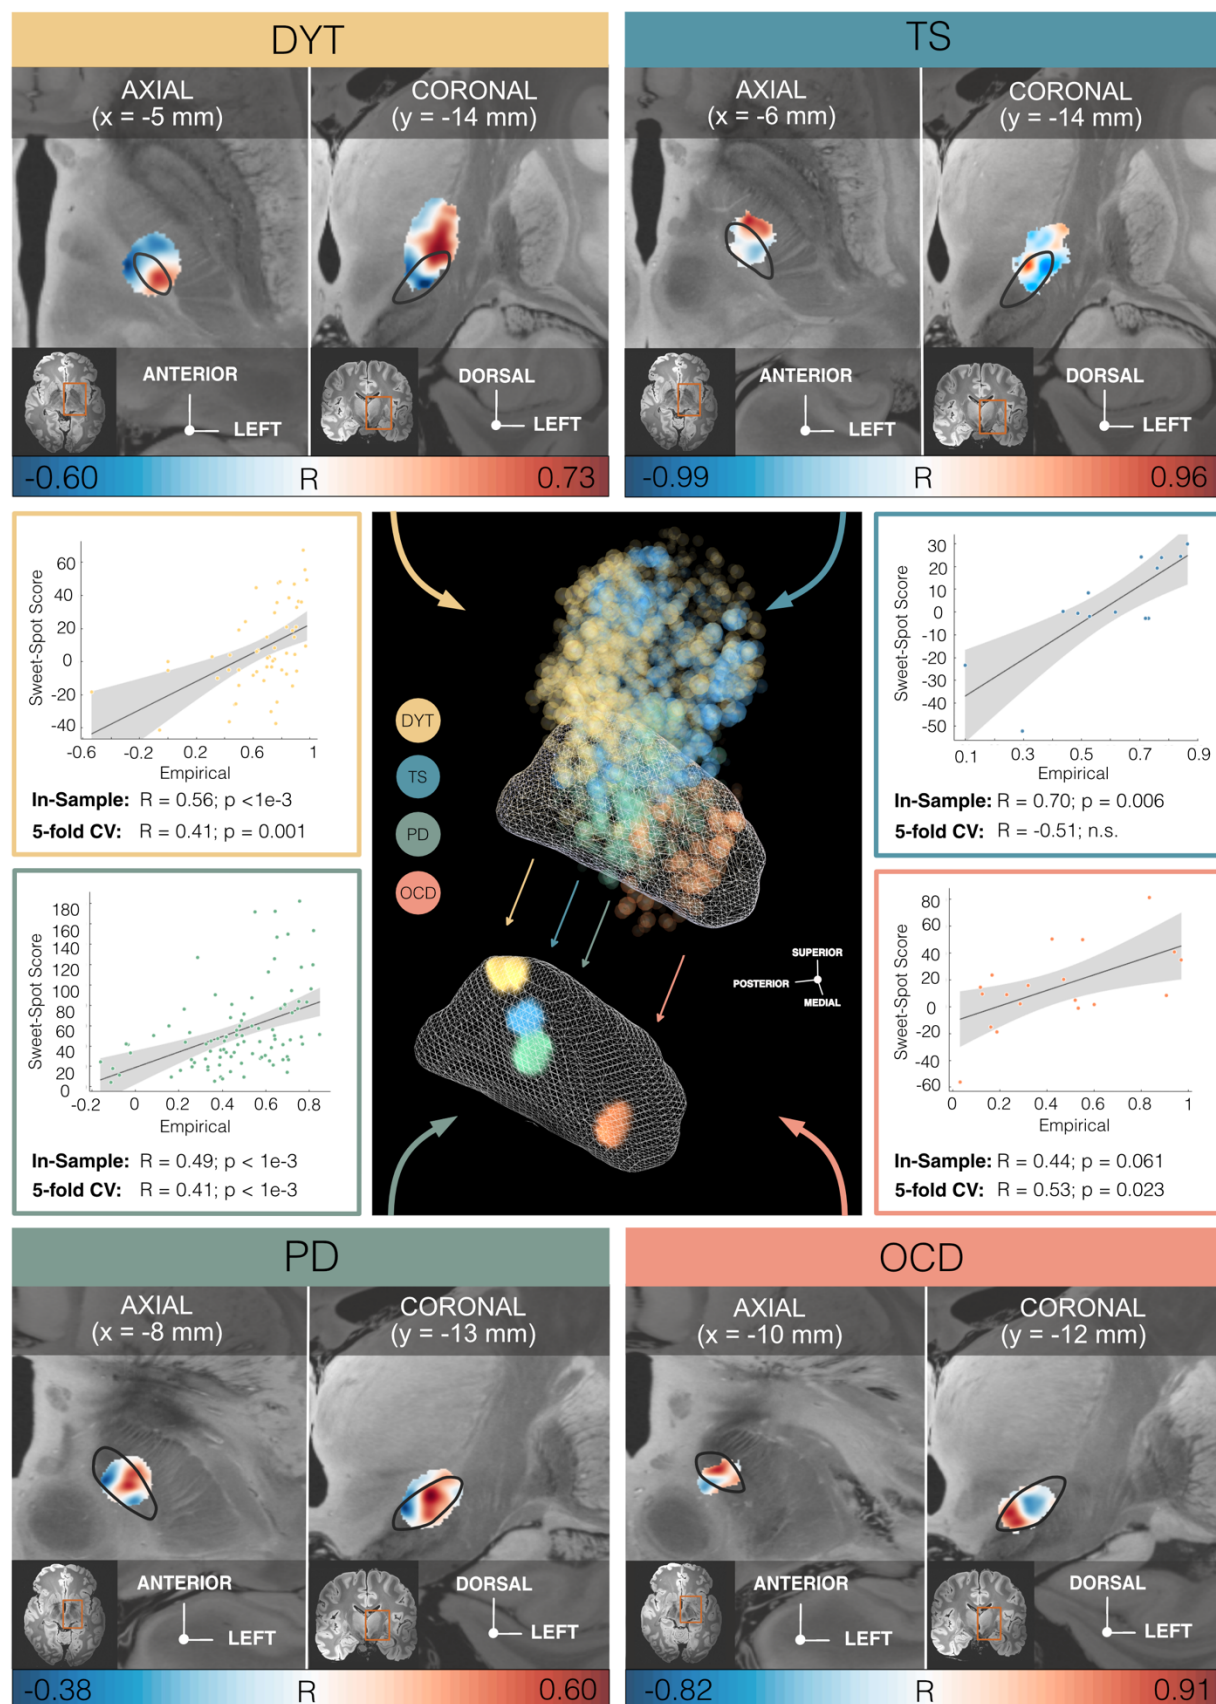 DYT
AXIAL
(x = -5 mm)
CORONAL
(y = -14 mm)
ANTERIOR
LEFT
DORSAL
LEFT
-0.60
R
0.73
TS
AXIAL
(x = -6 mm)
CORONAL
(y = -14 mm)
ANTERIOR
LEFT
DORSAL
LEFT
-0.99
R
0.96
Sweet-Spot Score
60
40
20
0
-20
-40
-0.6
-0.2
0.2
0.6
1
Empirical
In-Sample: R = 0.56; p <1e-3
5-fold CV: R = 0.41; p = 0.001
DYT
TS
PD
OCD
SUPERIOR
POSTERIOR
MEDIAL
Sweet-Spot Score
30
20
10
0
-10
-20
-30
-40
-50
0.1
0.3
0.5
0.7
0.9
Empirical
In-Sample: R = 0.70; p = 0.006
5-fold CV: R = -0.51; n.s.
Sweet-Spot Score
180
160
140
120
100
80
60
40
20
0
-0.2
0
0.2
0.4
0.6
0.8
Empirical
In-Sample: R = 0.49; p < 1e-3
5-fold CV: R = 0.41; p < 1e-3
Sweet-Spot Score
80
60
40
20
0
-20
-40
-60
0
0.2
0.4
0.6
0.8
1
Empirical
In-Sample: R = 0.44; p = 0.061
5-fold CV: R = 0.53; p = 0.023
PD
AXIAL
(x = -8 mm)
CORONAL
(y = -13 mm)
ANTERIOR
LEFT
DORSAL
LEFT
-0.38
R
0.60
OCD
AXIAL
(x = -10 mm)
CORONAL
(y = -12 mm)
ANTERIOR
LEFT
DORSAL
LEFT
-0.82
R
0.91